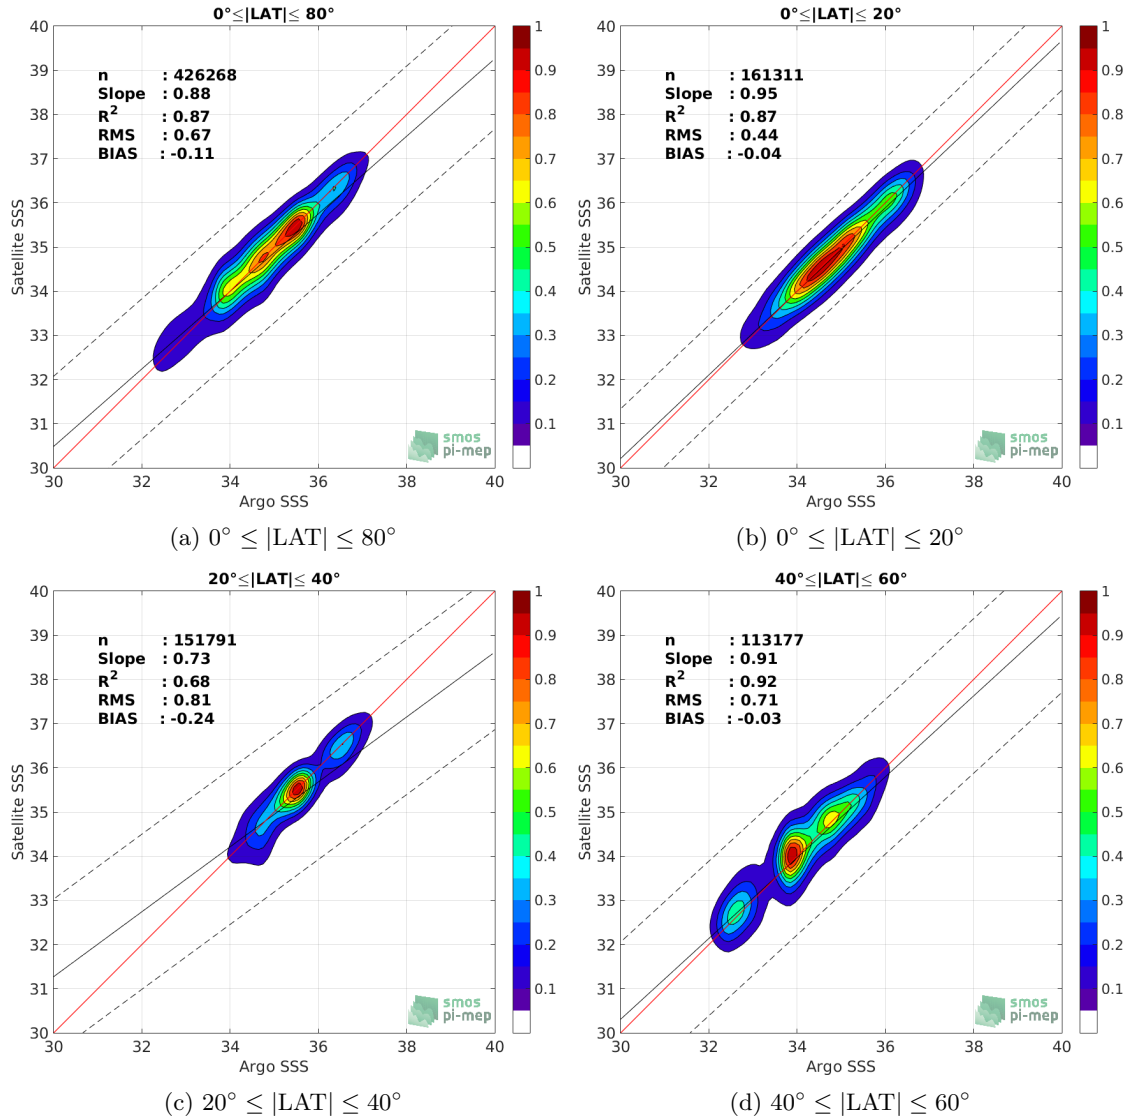 0°≤|LAT|≤ 80°
n : 426268
Slope : 0.88
R² : 0.87
RMS : 0.67
BIAS : -0.11
40
39
38
37
36
35
34
33
32
31
30
Satellite SSS
30 32 34 36 38 40
Argo SSS
1
0.9
0.8
0.7
0.6
0.5
0.4
0.3
0.2
0.1
smos
pi-mep
(a) 0° ≤ |LAT| ≤ 80°
0°≤|LAT|≤ 20°
n : 161311
Slope : 0.95
R² : 0.87
RMS : 0.44
BIAS : -0.04
40
39
38
37
36
35
34
33
32
31
30
Satellite SSS
30 32 34 36 38 40
Argo SSS
1
0.9
0.8
0.7
0.6
0.5
0.4
0.3
0.2
0.1
smos
pi-mep
(b) 0° ≤ |LAT| ≤ 20°
20°≤|LAT|≤ 40°
n : 151791
Slope : 0.73
R² : 0.68
RMS : 0.81
BIAS : -0.24
40
39
38
37
36
35
34
33
32
31
30
Satellite SSS
30 32 34 36 38 40
Argo SSS
1
0.9
0.8
0.7
0.6
0.5
0.4
0.3
0.2
0.1
smos
pi-mep
(c) 20° ≤ |LAT| ≤ 40°
40°≤|LAT|≤ 60°
n : 113177
Slope : 0.91
R² : 0.92
RMS : 0.71
BIAS : -0.03
40
39
38
37
36
35
34
33
32
31
30
Satellite SSS
30 32 34 36 38 40
Argo SSS
1
0.9
0.8
0.7
0.6
0.5
0.4
0.3
0.2
0.1
smos
pi-mep
(d) 40° ≤ |LAT| ≤ 60°